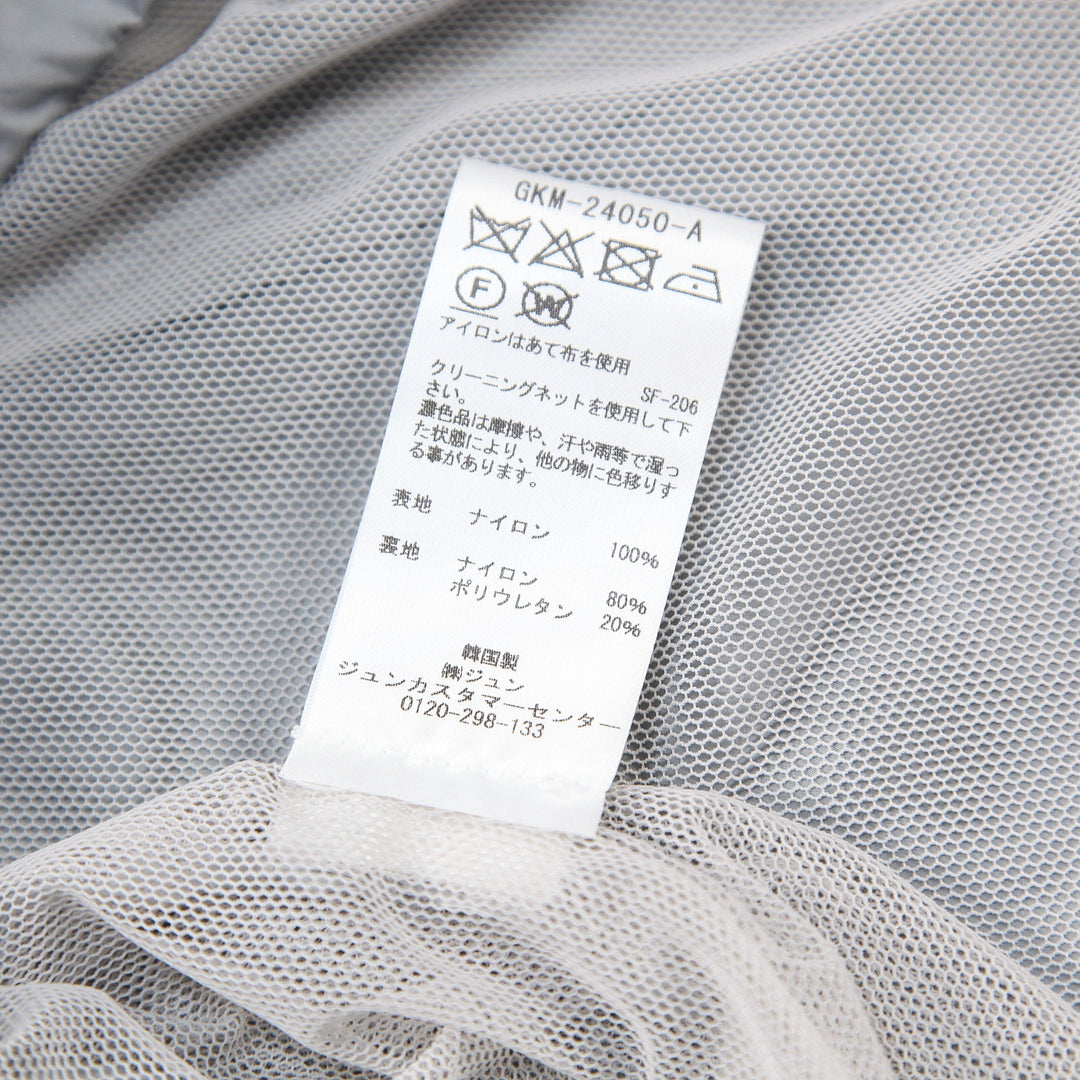 GKM-24050-A
F W
アイロンはあて布を使用
SF-206
クリーニングネットを使用して下
さい。
濃色品は摩擦や、汗や雨等で湿っ
た状態により、他の物に色移りす
る事があります。
表地 ナイロン 100%
裏地 ナイロン 80%
ポリウレタン 20%
韓国製
㈱ジュン
ジュンカスタマーセンター
0120-298-133